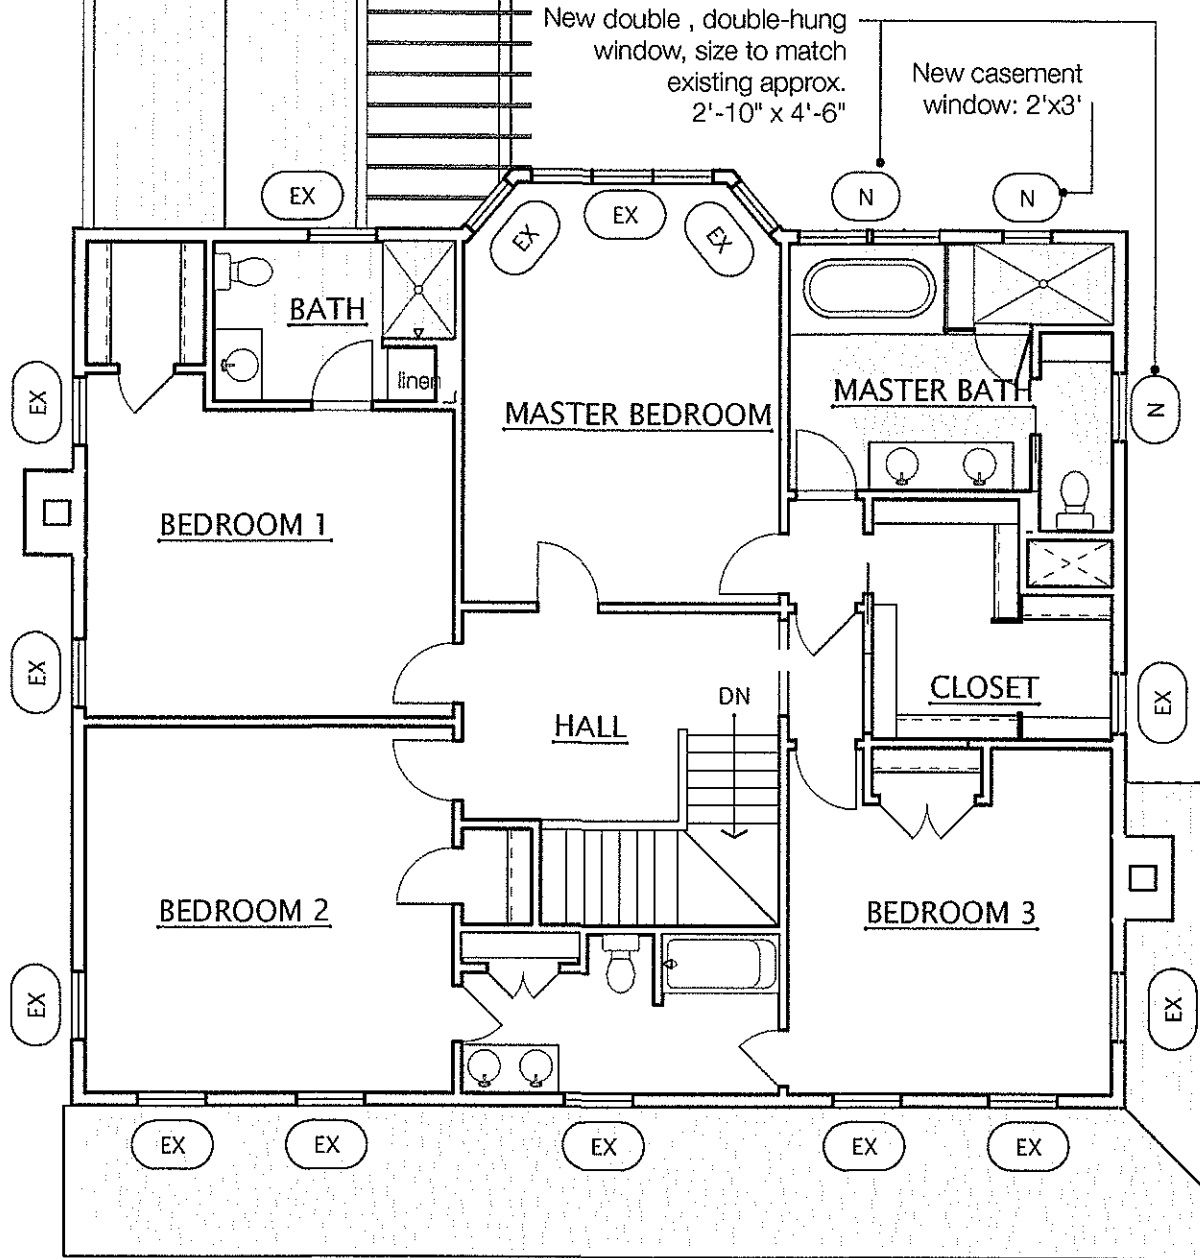 New double , double-hung
window, size to match
existing approx.
2'-10" x 4'-6"
New casement
window: 2'x3'
EX
N
N
EX
EX
EX
BATH
linen
EX
MASTER BEDROOM
MASTER BATH
N
BEDROOM 1
EX
CLOSET
EX
DN
HALL
BEDROOM 2
BEDROOM 3
EX
EX
EX
EX
EX
EX
EX